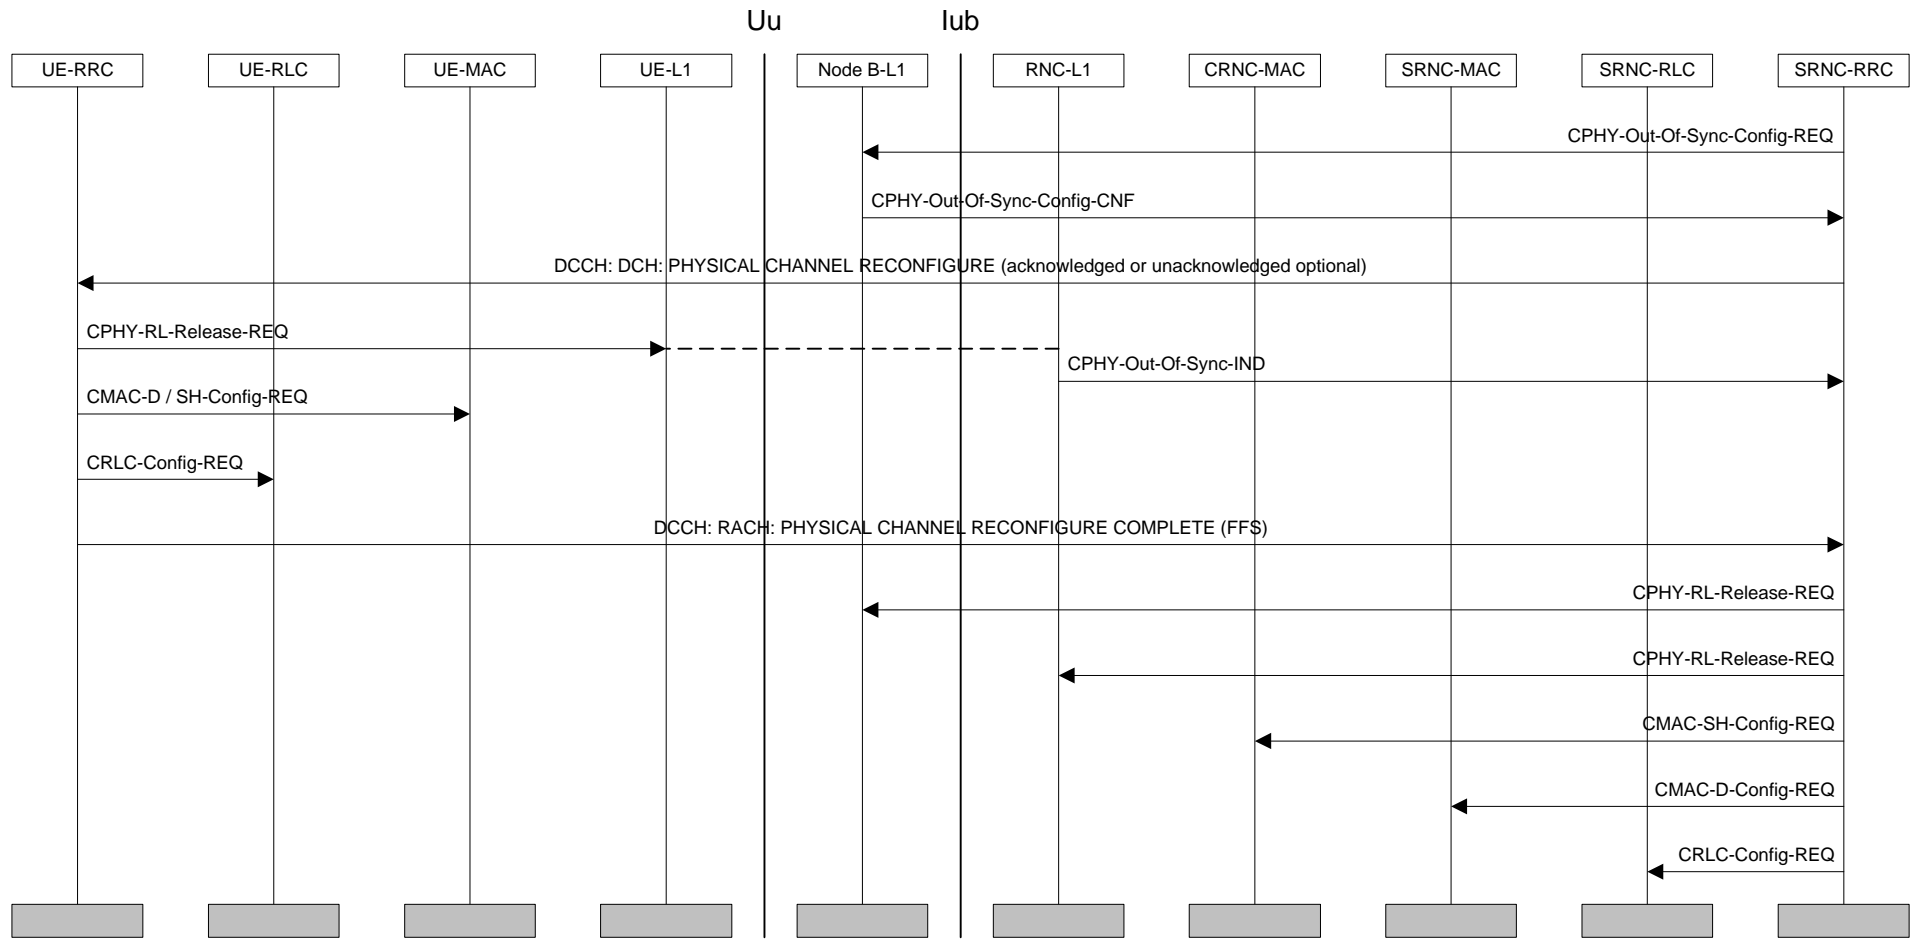 Uu
Iub
UE-RRC
UE-RLC
UE-MAC
UE-L1
Node B-L1
RNC-L1
CRNC-MAC
SRNC-MAC
SRNC-RLC
SRNC-RRC
CPHY-Out-Of-Sync-Config-REQ
CPHY-Out-Of-Sync-Config-CNF
DCCH: DCH: PHYSICAL CHANNEL RECONFIGURE (acknowledged or unacknowledged optional)
CPHY-RL-Release-REQ
CPHY-Out-Of-Sync-IND
CMAC-D / SH-Config-REQ
CRLC-Config-REQ
DCCH: RACH: PHYSICAL CHANNEL RECONFIGURE COMPLETE (FFS)
CPHY-RL-Release-REQ
CPHY-RL-Release-REQ
CMAC-SH-Config-REQ
CMAC-D-Config-REQ
CRLC-Config-REQ